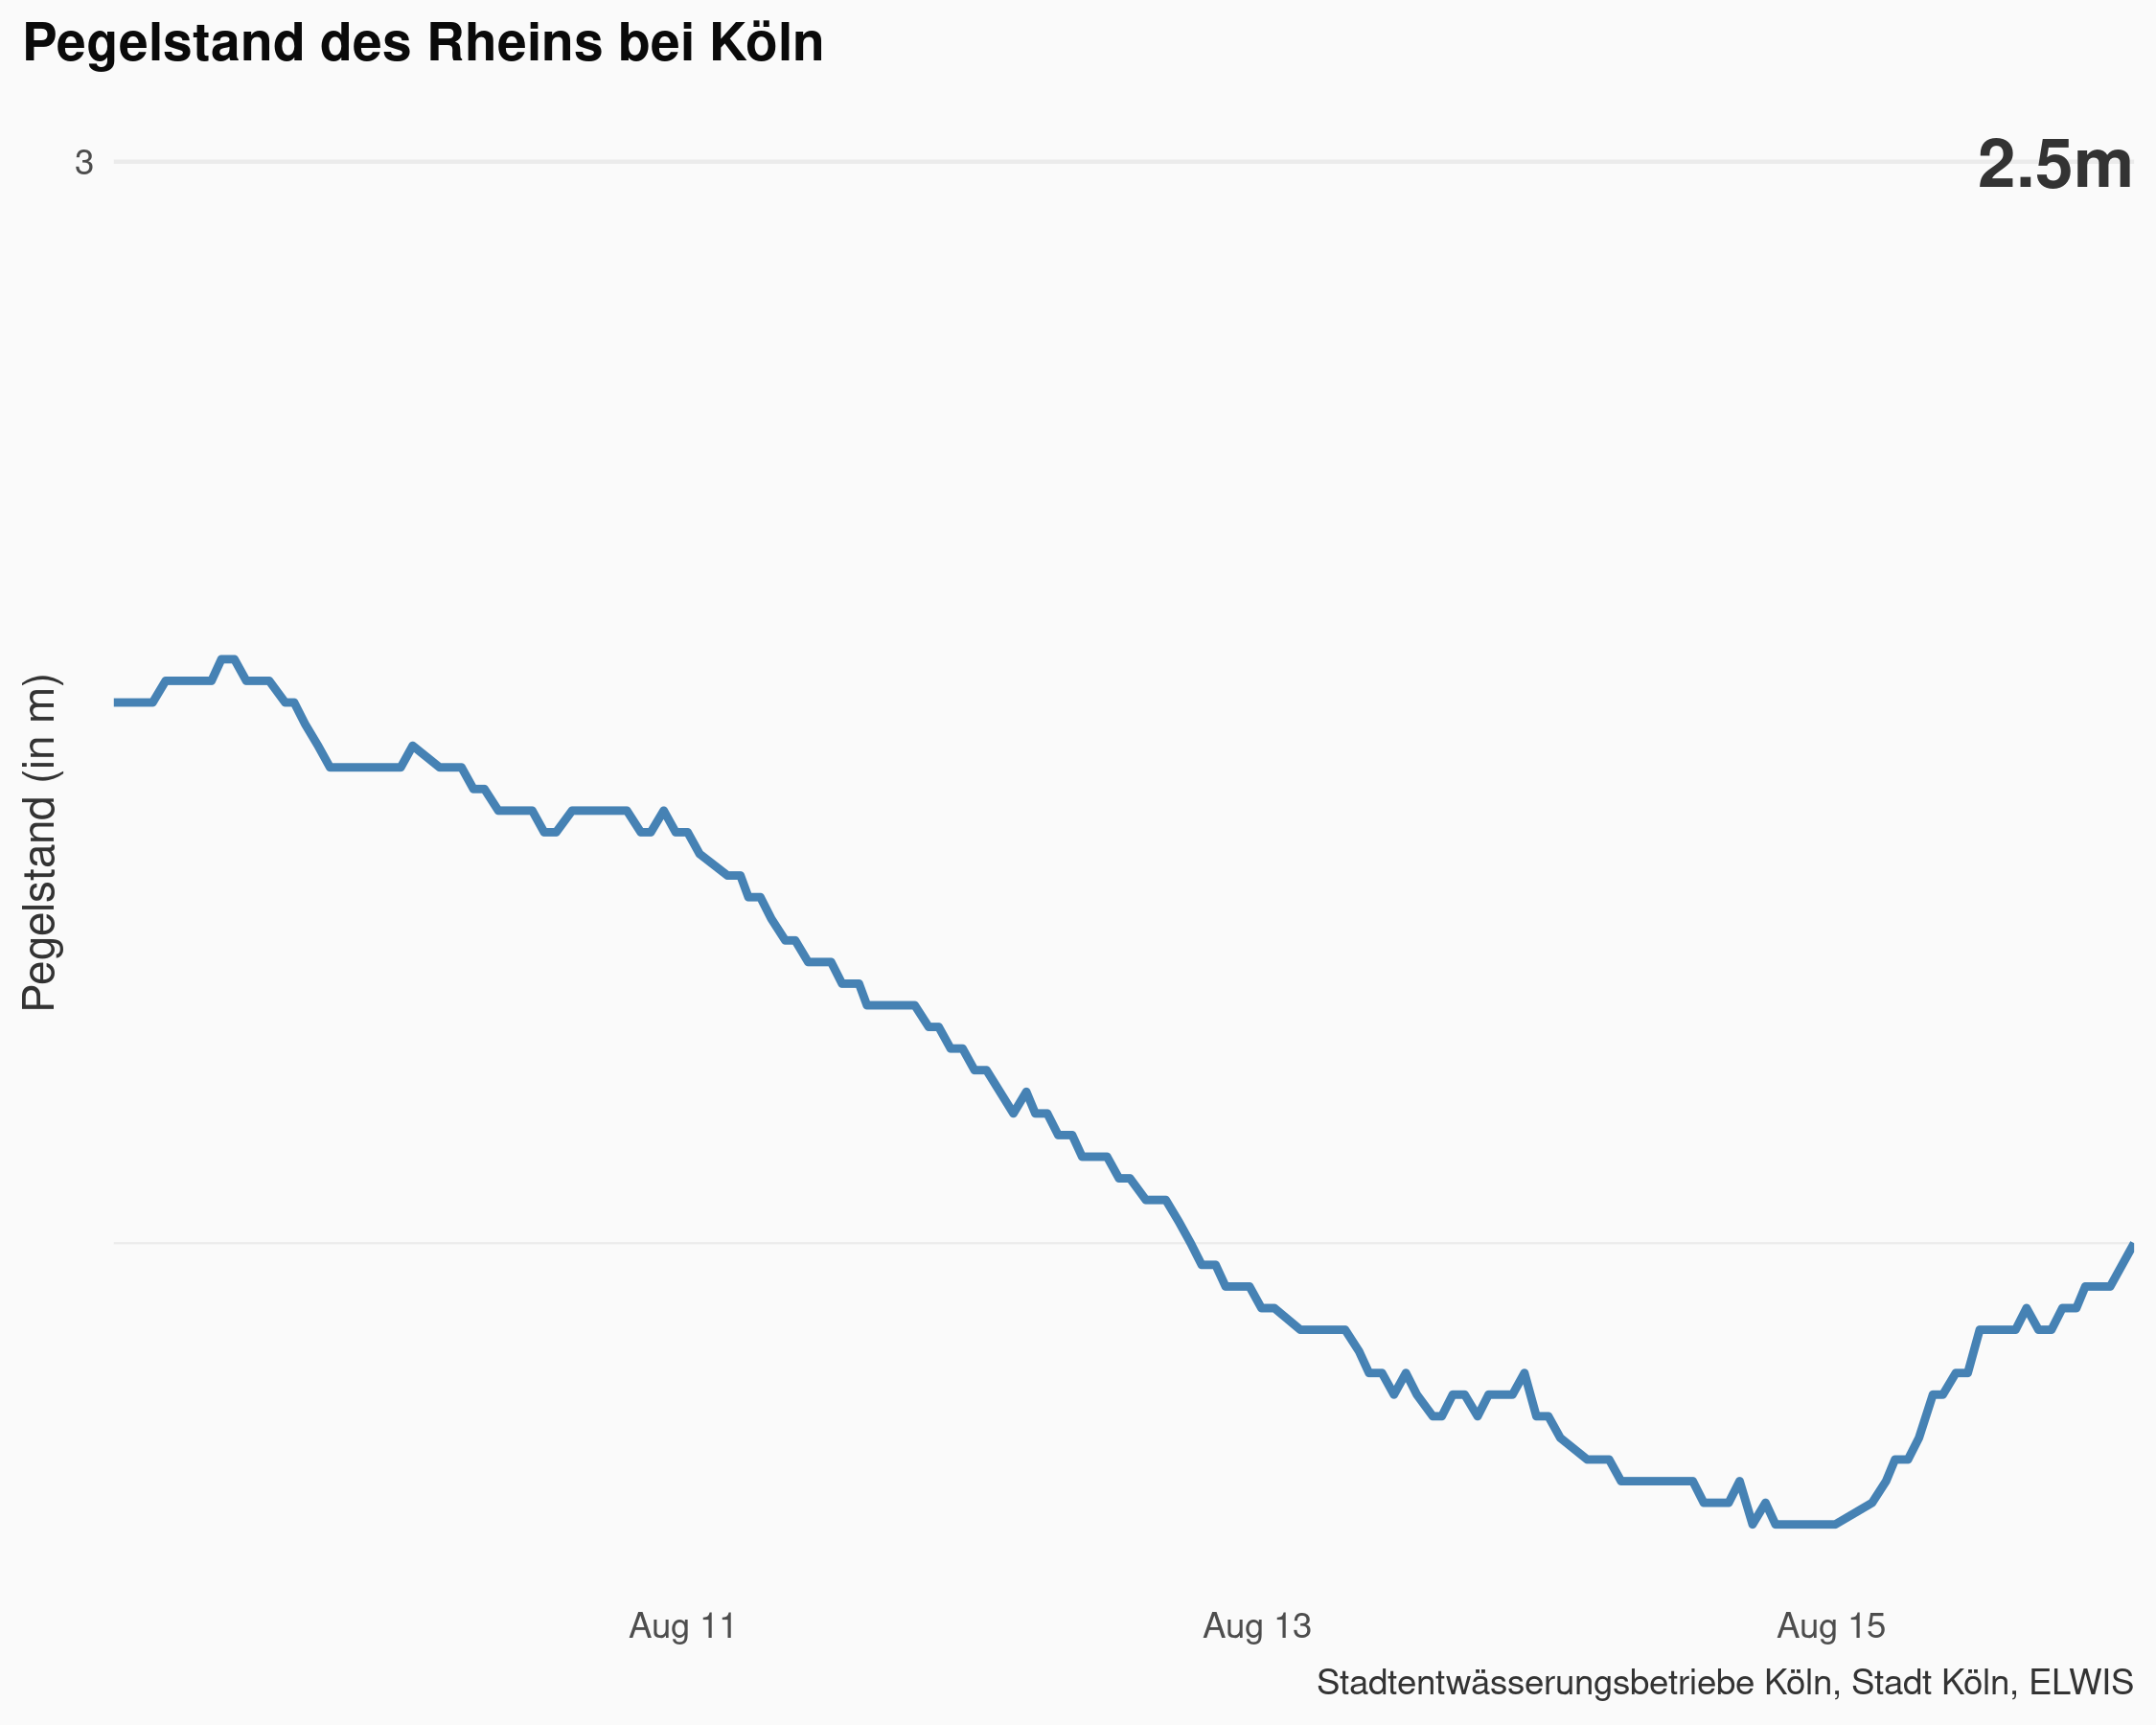 Pegelstand des Rheins bei Köln
3
2.5m
Pegelstand (in m)
Aug 11
Aug 13
Aug 15
Stadtentwässerungsbetriebe Köln, Stadt Köln, ELWIS